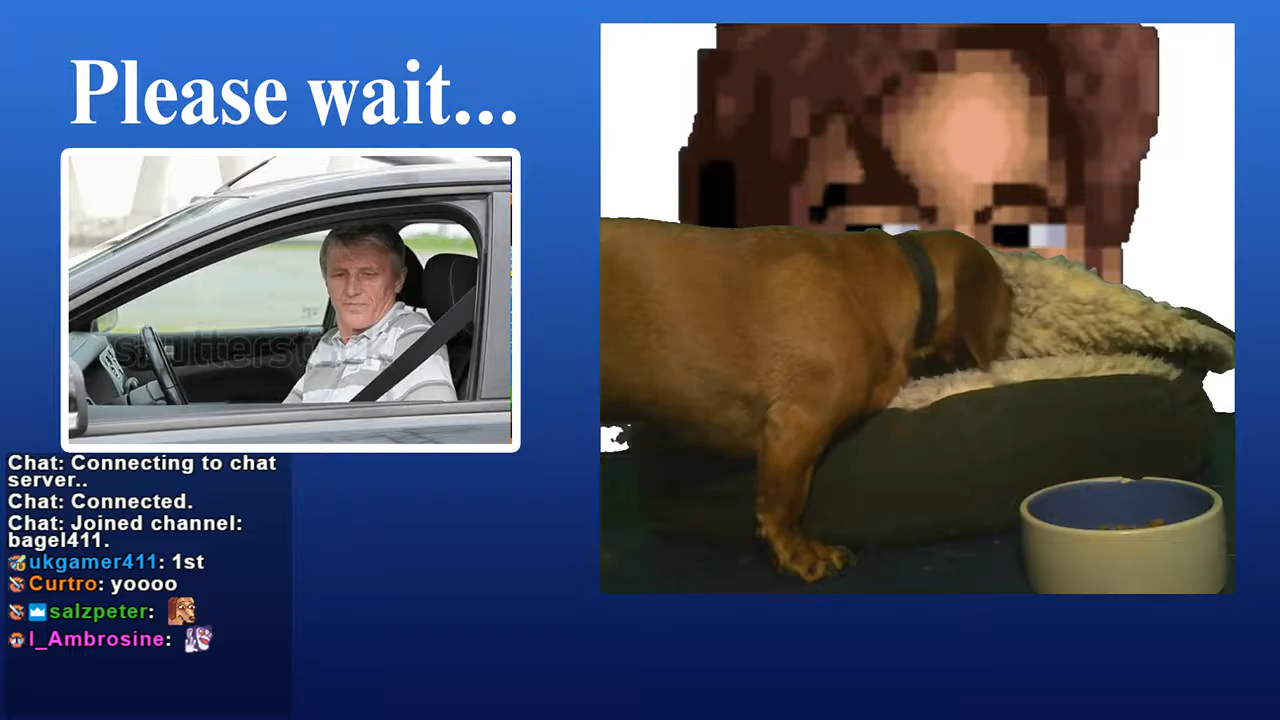 Please wait...
shutterst
Chat: Connecting to chat
server..
Chat: Connected.
Chat: Joined channel:
bagel411.
ukgamer411: 1st
Curtro: yoooo
salzpeter:
I_Ambrosine: